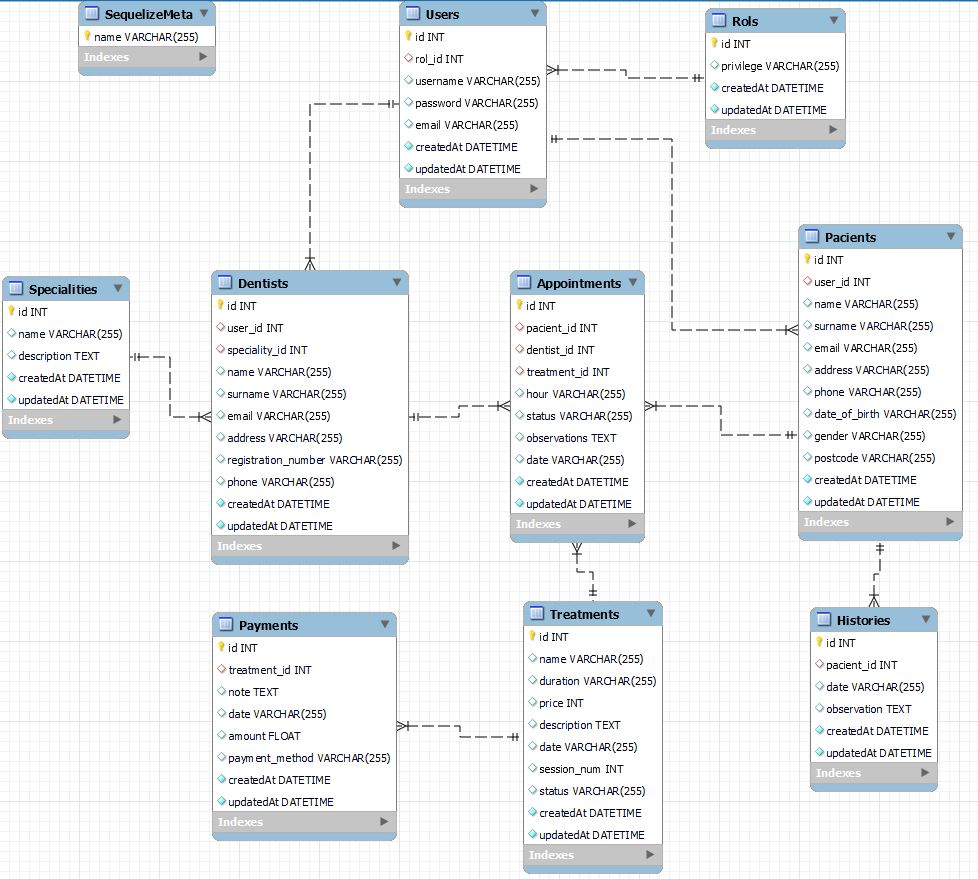 SequelizeMeta
name VARCHAR(255)
Indexes
Users
id INT
rol_id INT
username VARCHAR(255)
password VARCHAR(255)
email VARCHAR(255)
createdAt DATETIME
updatedAt DATETIME
Indexes
Rols
id INT
privilege VARCHAR(255)
createdAt DATETIME
updatedAt DATETIME
Indexes
Specialities
id INT
name VARCHAR(255)
description TEXT
createdAt DATETIME
updatedAt DATETIME
Indexes
Dentists
id INT
user_id INT
speciality_id INT
name VARCHAR(255)
surname VARCHAR(255)
email VARCHAR(255)
address VARCHAR(255)
registration_number VARCHAR(255)
phone VARCHAR(255)
createdAt DATETIME
updatedAt DATETIME
Indexes
Appointments
id INT
pacient_id INT
dentist_id INT
treatment_id INT
hour VARCHAR(255)
status VARCHAR(255)
observations TEXT
date VARCHAR(255)
createdAt DATETIME
updatedAt DATETIME
Indexes
Pacients
id INT
user_id INT
name VARCHAR(255)
surname VARCHAR(255)
email VARCHAR(255)
address VARCHAR(255)
phone VARCHAR(255)
date_of_birth VARCHAR(255)
gender VARCHAR(255)
postcode VARCHAR(255)
createdAt DATETIME
updatedAt DATETIME
Indexes
Payments
id INT
treatment_id INT
note TEXT
date VARCHAR(255)
amount FLOAT
payment_method VARCHAR(255)
createdAt DATETIME
updatedAt DATETIME
Indexes
Treatments
id INT
name VARCHAR(255)
duration VARCHAR(255)
price INT
description TEXT
date VARCHAR(255)
session_num INT
status VARCHAR(255)
createdAt DATETIME
updatedAt DATETIME
Indexes
Histories
id INT
pacient_id INT
date VARCHAR(255)
observation TEXT
createdAt DATETIME
updatedAt DATETIME
Indexes